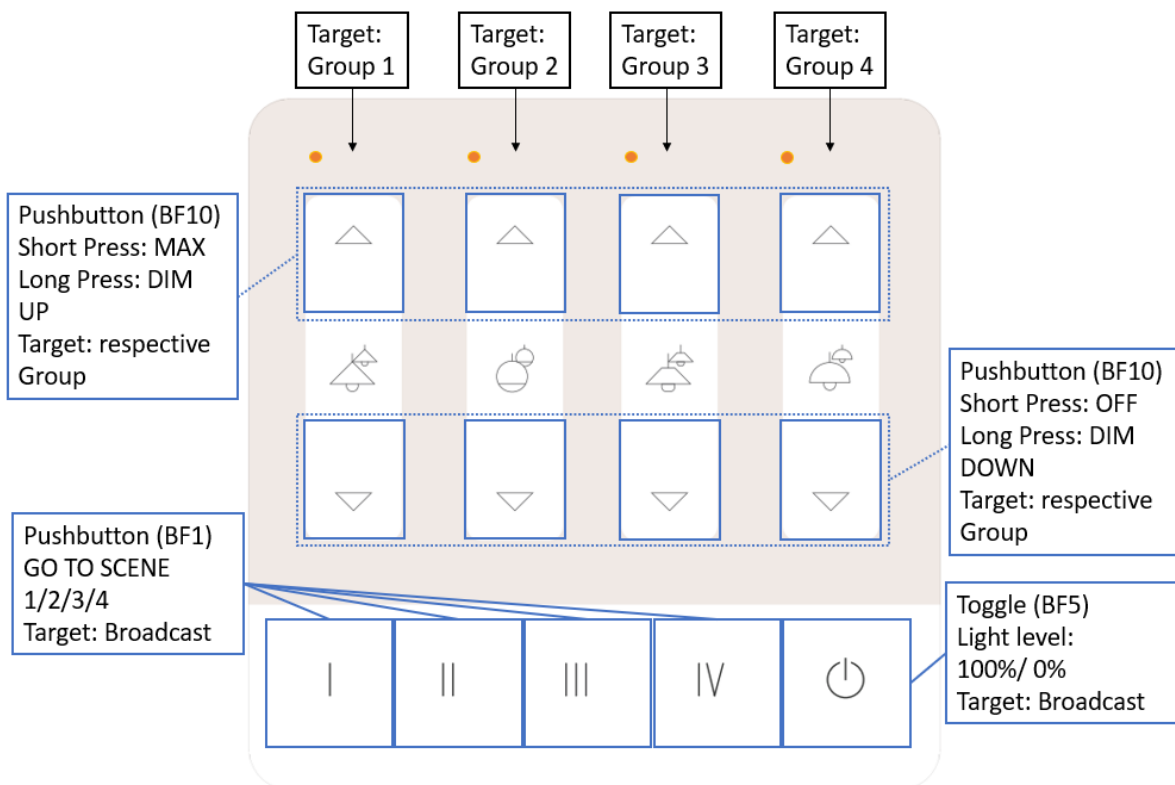 Target:
Group 1
Target:
Group 2
Target:
Group 3
Target:
Group 4
Pushbutton (BF10)
Short Press: MAX
Long Press: DIM
UP
Target: respective
Group
Pushbutton (BF10)
Short Press: OFF
Long Press: DIM
DOWN
Target: respective
Group
Pushbutton (BF1)
GO TO SCENE
1/2/3/4
Target: Broadcast
Toggle (BF5)
Light level:
100%/ 0%
Target: Broadcast
I II III IV